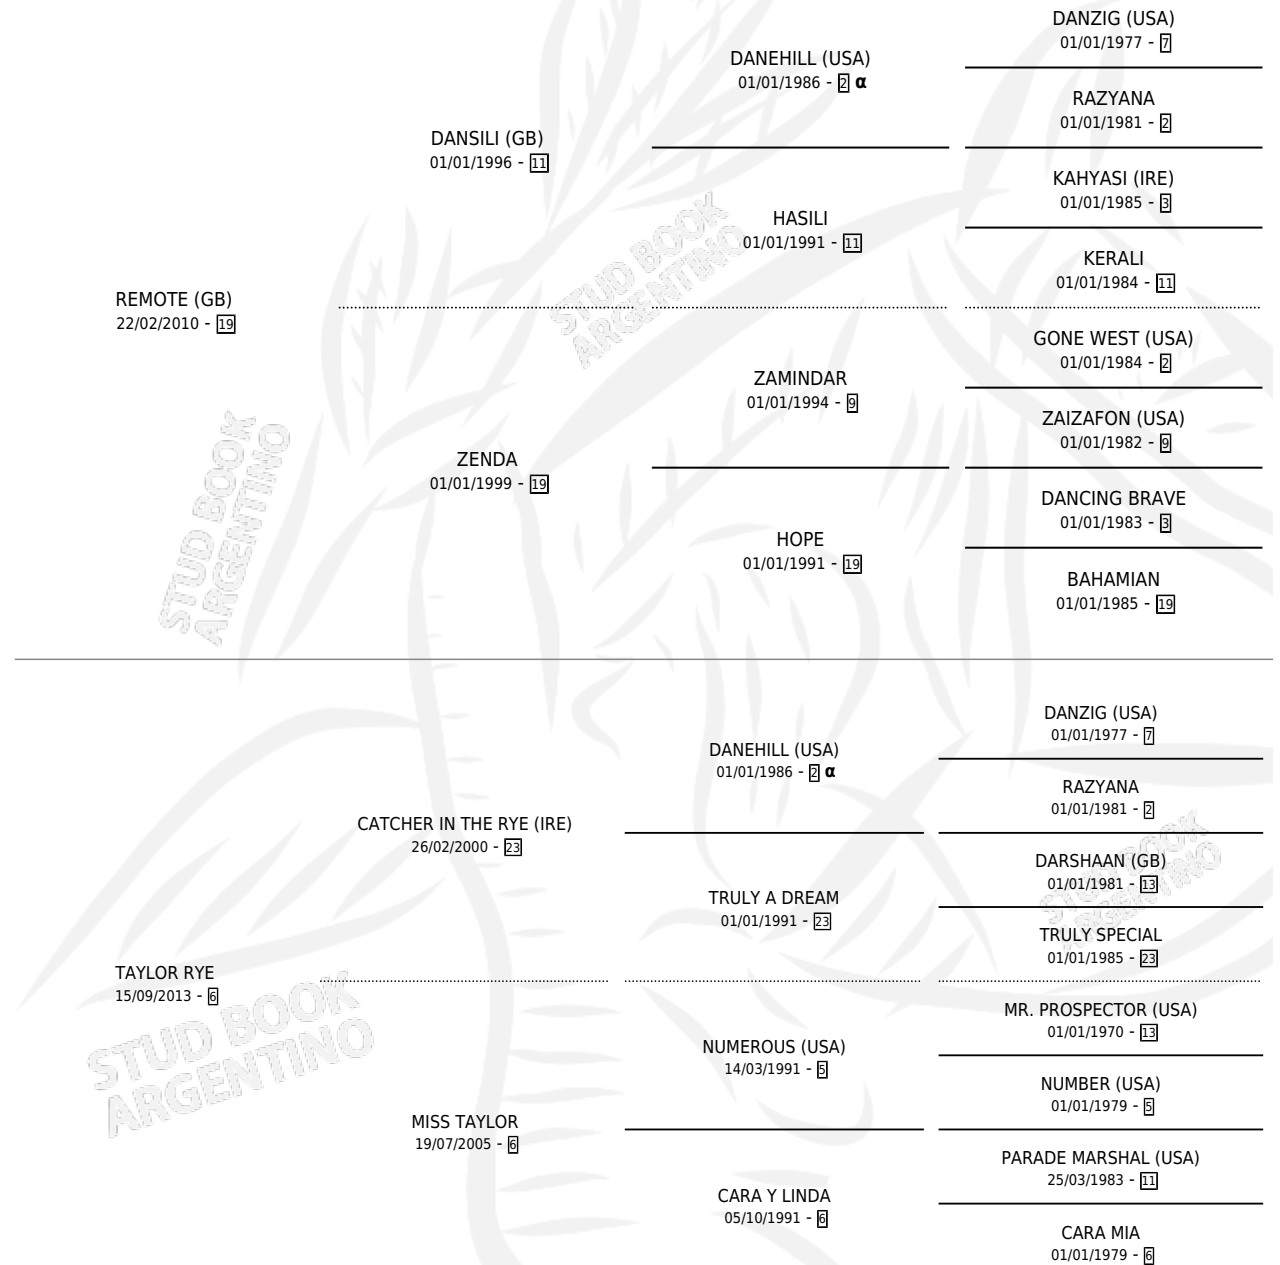 DANZIG (USA)
01/01/1977 - 7
DANEHILL (USA)
01/01/1986 - 2 α
RAZYANA
01/01/1981 - 2
DANSILI (GB)
01/01/1996 - 11
KAHYASI (IRE)
01/01/1985 - 3
HASILI
01/01/1991 - 11
KERALI
01/01/1984 - 11
STUD BOOK
ARGENTINO
REMOTE (GB)
22/02/2010 - 19
GONE WEST (USA)
01/01/1984 - 2
ZAMINDAR
01/01/1994 - 9
ZAIZAFON (USA)
01/01/1982 - 9
ZENDA
01/01/1999 - 19
DANCING BRAVE
01/01/1983 - 3
HOPE
01/01/1991 - 19
BAHAMIAN
01/01/1985 - 19
STUD BOOK
ARGENTINO
DANZIG (USA)
01/01/1977 - 7
DANEHILL (USA)
01/01/1986 - 2 α
RAZYANA
01/01/1981 - 2
CATCHER IN THE RYE (IRE)
26/02/2000 - 23
DARSHAAN (GB)
01/01/1981 - 13
TRULY A DREAM
01/01/1991 - 23
TRULY SPECIAL
01/01/1985 - 23
STUD BOOK
ARGENTINO
TAYLOR RYE
15/09/2013 - 6
MR. PROSPECTOR (USA)
01/01/1970 - 13
NUMEROUS (USA)
14/03/1991 - 5
NUMBER (USA)
01/01/1979 - 5
MISS TAYLOR
19/07/2005 - 6
PARADE MARSHAL (USA)
25/03/1983 - 11
CARA Y LINDA
05/10/1991 - 6
CARA MIA
01/01/1979 - 6
STUD BOOK
ARGENTINO